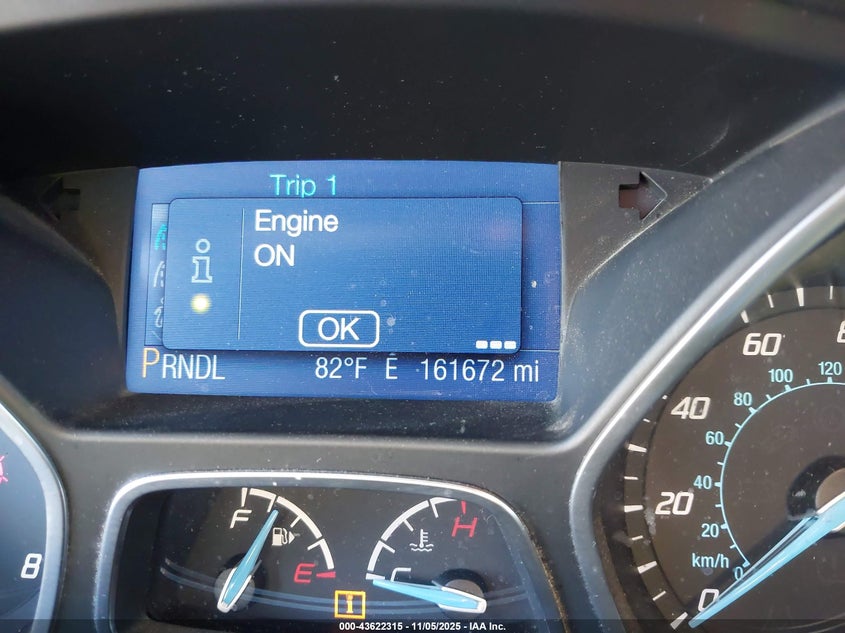 Trip 1
Engine
ON
OK
PRNDL 82°F E 161672 mi
F
E
C
H
8
0
20
40
60
8
0
20
40
60
80
100
120
km/h
000-43622315 - 11/05/2025 - IAA Inc.